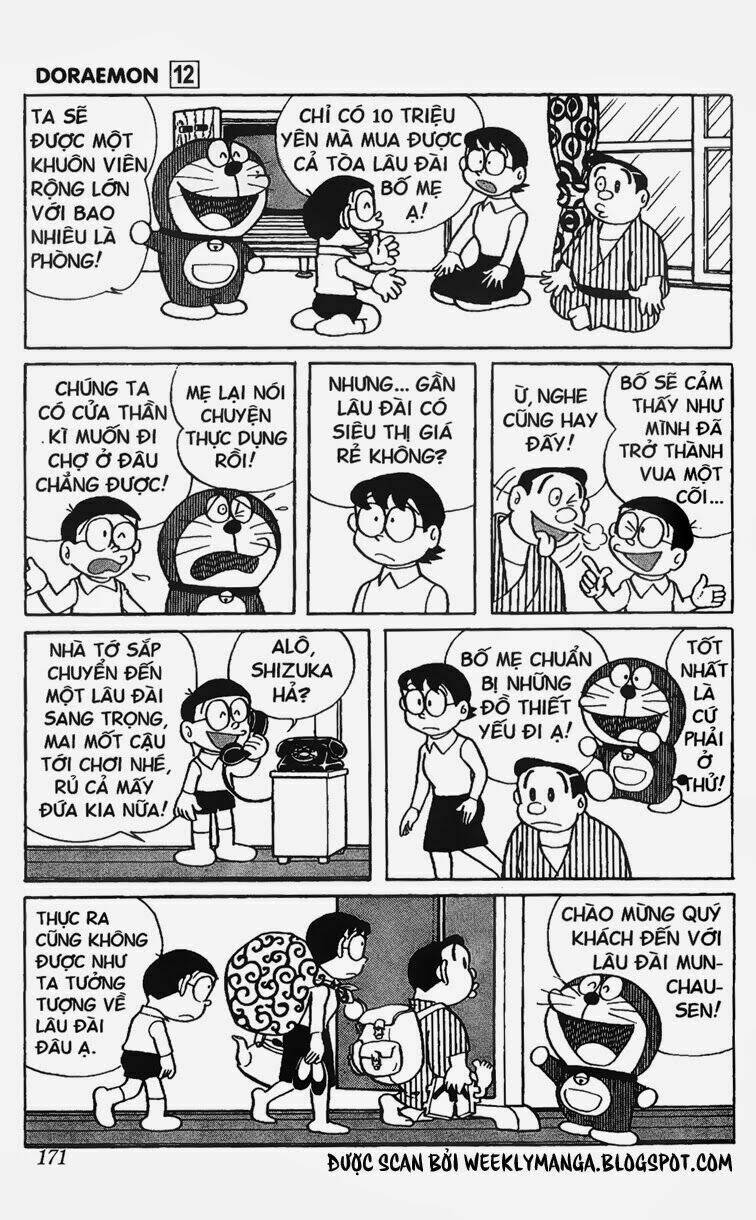 DORAEMON 12
TA SẼ
ĐƯỢC MỘT
KHUÔN VIÊN
RỘNG LỚN
VỚI BAO
NHIÊU LÀ
PHÒNG!
CHỈ CÓ 10 TRIỆU
YÊN MÀ MUA ĐƯỢC
CẢ TÒA LÂU ĐÀI
BỐ MẸ
Ạ!
CHÚNG TA
CÓ CỬA THẦN
KÌ MUỐN ĐI
CHỢ Ở ĐÂU
CHẲNG ĐƯỢC!
MẸ LẠI NÓI
CHUYỆN
THỰC DỤNG
RỒI!
NHƯNG... GẦN
LÂU ĐÀI CÓ
SIÊU THỊ GIÁ
RẺ KHÔNG?
Ừ, NGHE
CŨNG HAY
ĐẤY!
BỐ SẼ CẢM
THẤY NHƯ
MÌNH ĐÃ
TRỞ THÀNH
VUA MỘT
CÕI...
NHÀ TỚ SẮP
CHUYỂN ĐẾN
MỘT LÂU ĐÀI
SANG TRỌNG,
MAI MỐT CẬU
TỚI CHƠI NHÉ,
RỦ CẢ MẤY
ĐỨA KIA NỮA!
ALÔ,
SHIZUKA
HẢ?
BỐ MẸ CHUẨN
BỊ NHỮNG
ĐỒ THIẾT
YẾU ĐI Ạ!
TỐT
NHẤT
LÀ
CỨ
PHẢI
Ở
THỬ!
THỰC RA
CŨNG KHÔNG
ĐƯỢC NHƯ
TA TƯỞNG
TƯỢNG VỀ
LÂU ĐÀI
ĐÂU Ạ.
CHÀO MỪNG QUÝ
KHÁCH ĐẾN VỚI
LÂU ĐÀI MUN-
CHAU-
SEN!
171
ĐƯỢC SCAN BỞI WEEKLYMANGA.BLOGSPOT.COM